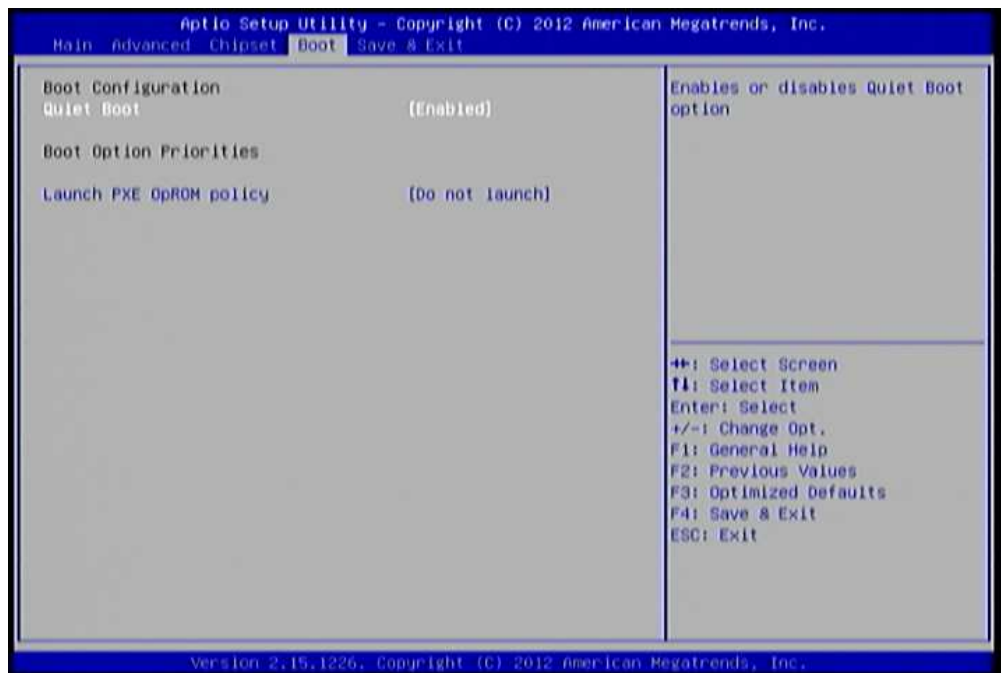 Aptio Setup Utility - Copyright (C) 2012 American Megatrends, Inc.
Main Advanced Chipset Boot Save & Exit
Boot Configuration
Quiet Boot [Enabled]
Boot Option Priorities
Launch PXE OpROM policy [Do not launch]
Enables or disables Quiet Boot
option
→←: Select Screen
↑↓: Select Item
Enter: Select
+/-: Change Opt.
F1: General Help
F2: Previous Values
F3: Optimized Defaults
F4: Save & Exit
ESC: Exit
Version 2.15.1226. Copyright (C) 2012 American Megatrends, Inc.